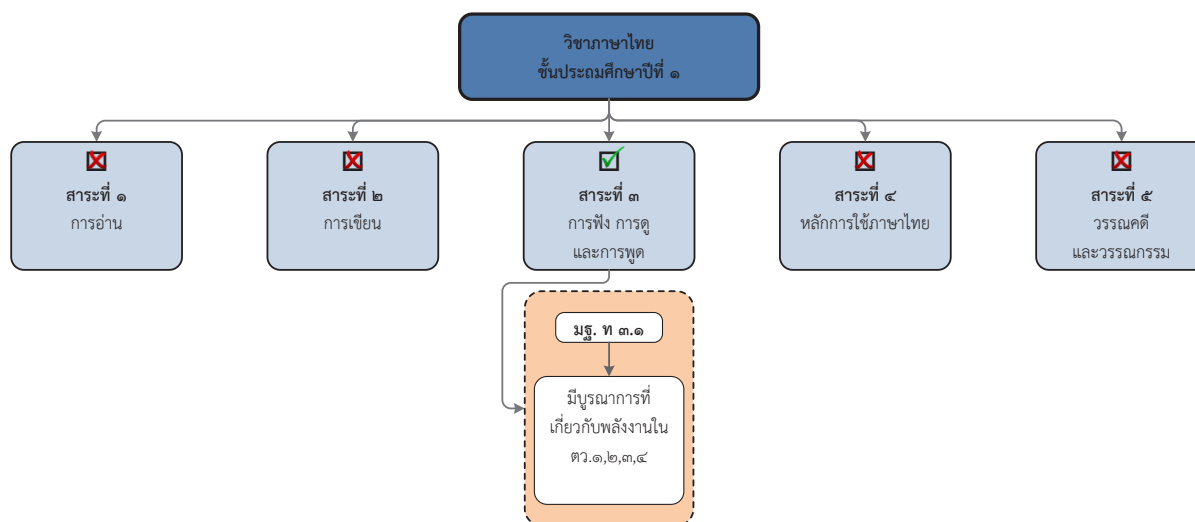 วิชาภาษาไทย
ชั้นประถมศึกษาปีที่ ๑
สาระที่ ๑
การอ่าน
สาระที่ ๒
การเขียน
สาระที่ ๓
การฟัง การดู
และการพูด
สาระที่ ๔
หลักการใช้ภาษาไทย
สาระที่ ๕
วรรณคดี
และวรรณกรรม
มฐ. ท ๓.๑
มีบูรณาการที่
เกี่ยวกับพลังงานใน
ตว.๑,๒,๓,๔